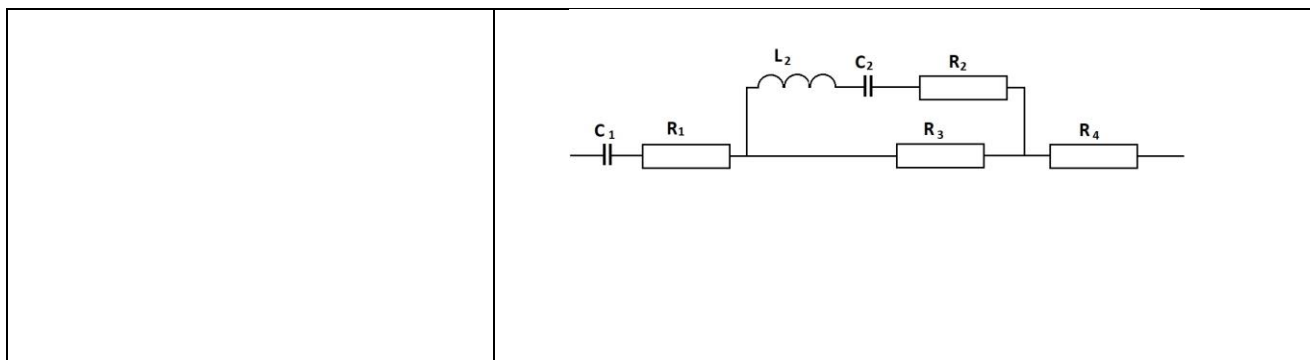 L₂ C₂ R₂
C₁ R₁ R₃ R₄